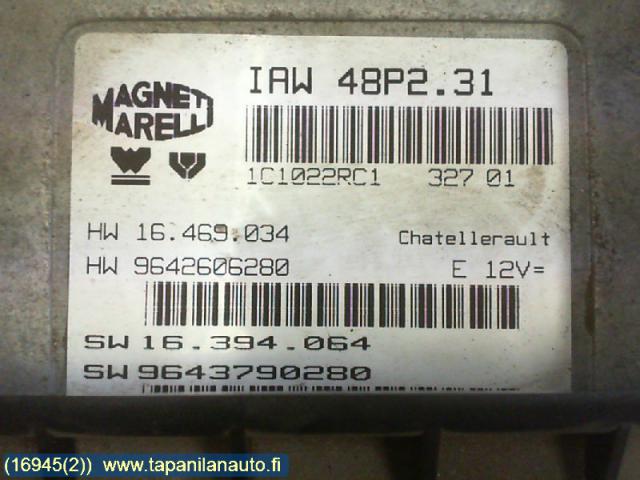 MAGNETI
MARELLI
IAW 48P2.31
1C1022RC1 327 01
HW 16.469.034
Chatellerault
HW 9642606280
E 12V=
SW 16.394.064
SW 9643790280
(16945(2)) www.tapanilanauto.fi